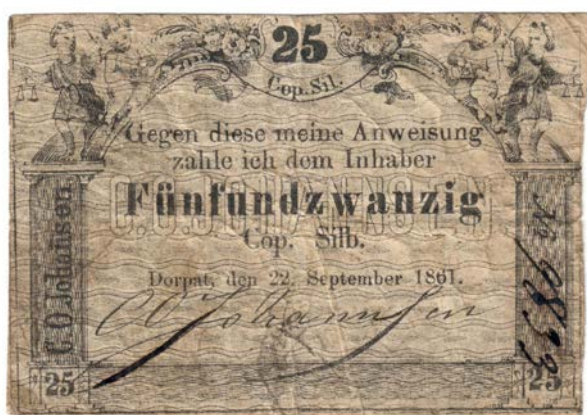 25
Cop. Sil.
Gegen diese meine Anweisung
zahle ich dem Inhaber
Fünfundzwanzig
Cop. Silb.
Dorpat, den 22. September 1861.
C.O. Johannsen
C.O. Johannsen
C.O. JOHANNSEN.
No
25
25